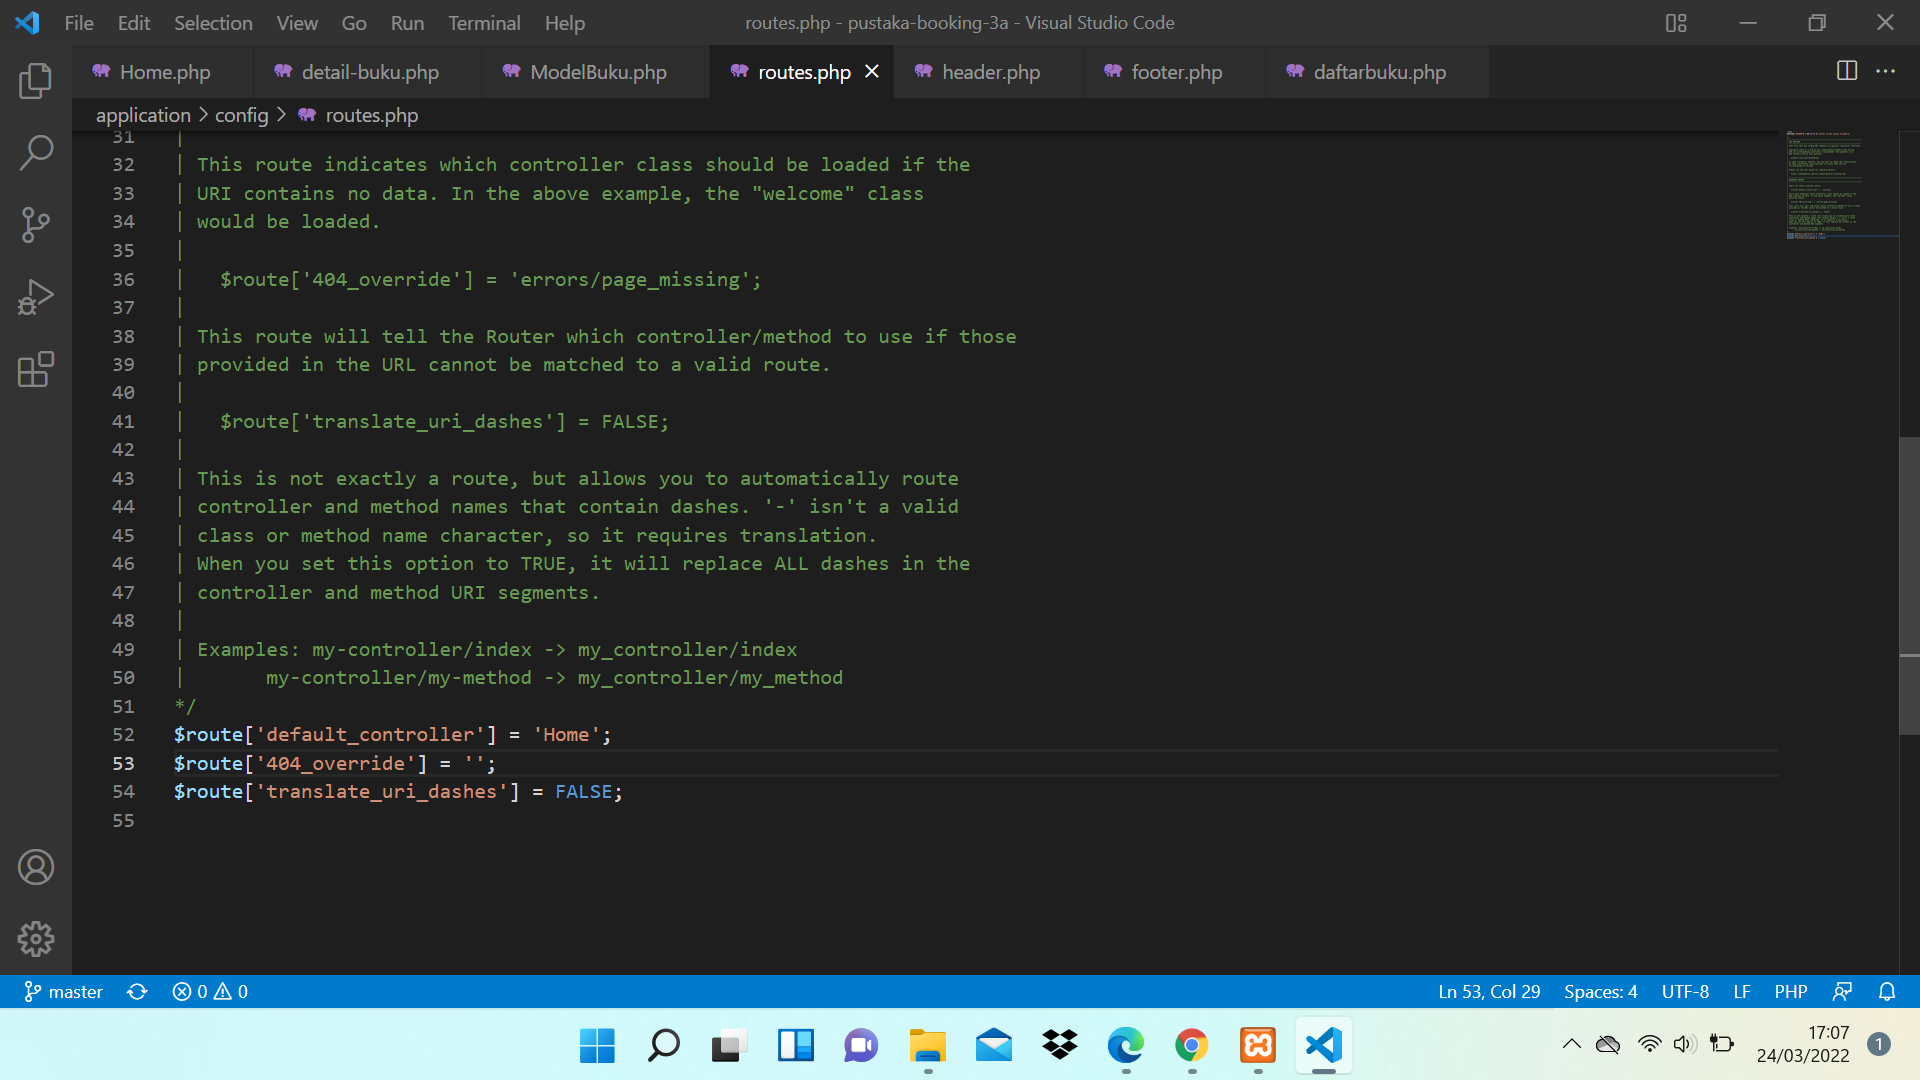 File Edit Selection View Go Run Terminal Help
routes.php - pustaka-booking-3a - Visual Studio Code
Home.php detail-buku.php ModelBuku.php routes.php header.php footer.php daftarbuku.php
application > config > routes.php
31 |
32 | This route indicates which controller class should be loaded if the
33 | URI contains no data. In the above example, the "welcome" class
34 | would be loaded.
35 |
36 |   $route['404_override'] = 'errors/page_missing';
37 |
38 | This route will tell the Router which controller/method to use if those
39 | provided in the URL cannot be matched to a valid route.
40 |
41 |   $route['translate_uri_dashes'] = FALSE;
42 |
43 | This is not exactly a route, but allows you to automatically route
44 | controller and method names that contain dashes. '-' isn't a valid
45 | class or method name character, so it requires translation.
46 | When you set this option to TRUE, it will replace ALL dashes in the
47 | controller and method URI segments.
48 |
49 | Examples: my-controller/index -> my_controller/index
50 |       my-controller/my-method -> my_controller/my_method
51 */
52 $route['default_controller'] = 'Home';
53 $route['404_override'] = '';
54 $route['translate_uri_dashes'] = FALSE;
55
master 0 0 Ln 53, Col 29 Spaces: 4 UTF-8 LF PHP
17:07
24/03/2022
1